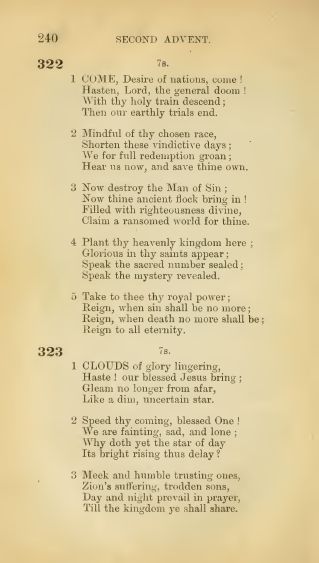 240 SECOND ADVENT.
322 7s.
1 COME, Desire of nations, come !
Hasten, Lord, the general doom !
With thy holy train descend ;
Then our earthly trials end.
2 Mindful of thy chosen race,
Shorten these vindictive days ;
We for full redemption groan ;
Hear us now, and save thine own.
3 Now destroy the Man of Sin ;
Now thine ancient flock bring in !
Filled with righteousness divine,
Claim a ransomed world for thine.
4 Plant thy heavenly kingdom here ;
Glorious in thy saints appear ;
Speak the sacred number sealed ;
Speak the mystery revealed.
5 Take to thee thy royal power ;
Reign, when sin shall be no more ;
Reign, when death no more shall be ;
Reign to all eternity.
323 7s.
1 CLOUDS of glory lingering,
Haste ! our blessed Jesus bring ;
Gleam no longer from afar,
Like a dim, uncertain star.
2 Speed thy coming, blessed One !
We are fainting, sad, and lone ;
Why doth yet the star of day
Its bright rising thus delay ?
3 Meek and humble trusting ones,
Zion's suffering, trodden sons,
Day and night prevail in prayer,
Till the kingdom ye shall share.